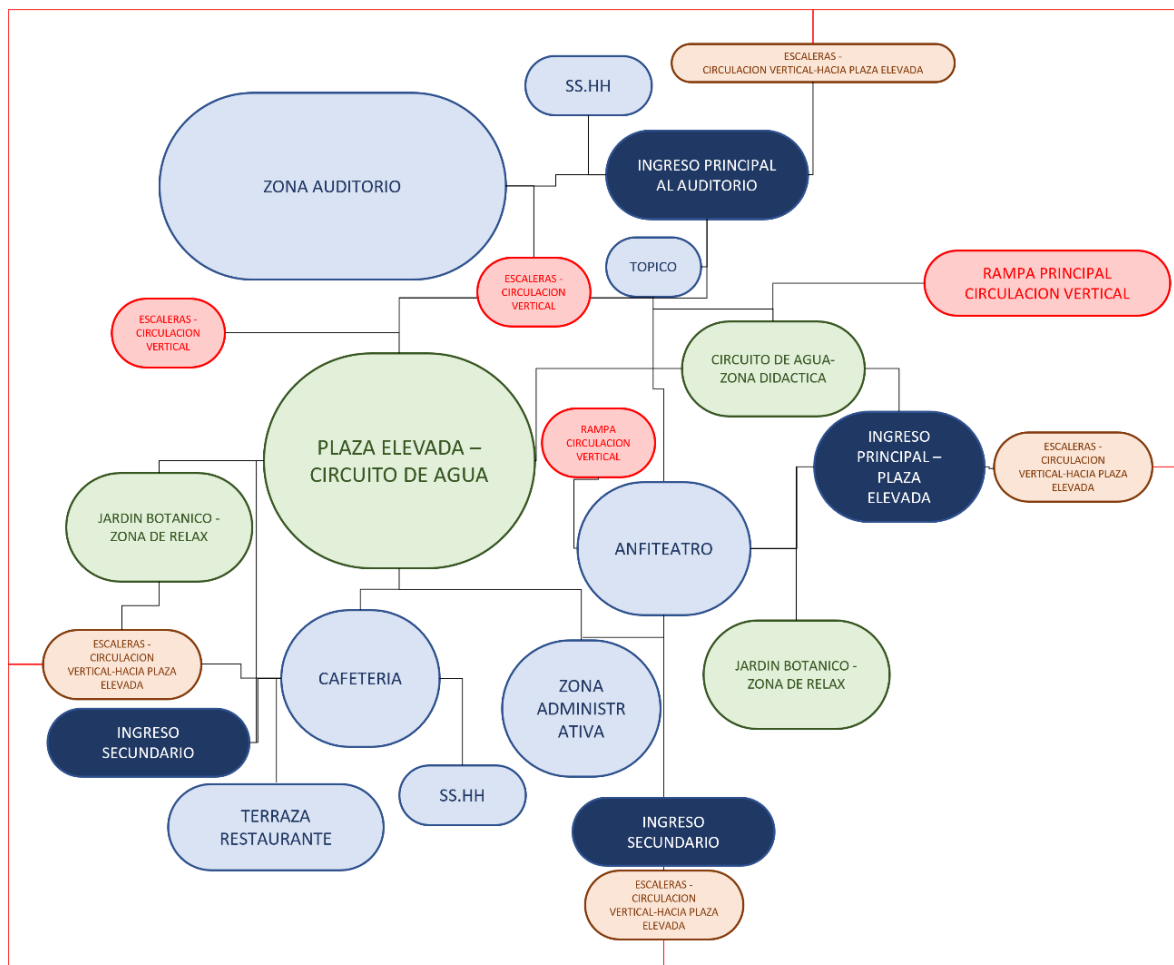 ESCALERAS -
CIRCULACION VERTICAL-HACIA PLAZA ELEVADA
SS.HH
INGRESO PRINCIPAL
AL AUDITORIO
ZONA AUDITORIO
TOPICO
ESCALERAS -
CIRCULACION
VERTICAL
RAMPA PRINCIPAL
CIRCULACION VERTICAL
ESCALERAS -
CIRCULACION
VERTICAL
CIRCUITO DE AGUA-
ZONA DIDACTICA
PLAZA ELEVADA –
CIRCUITO DE AGUA
RAMPA
CIRCULACION
VERTICAL
INGRESO
PRINCIPAL –
PLAZA
ELEVADA
ESCALERAS -
CIRCULACION
VERTICAL-HACIA PLAZA
ELEVADA
JARDIN BOTANICO -
ZONA DE RELAX
ANFITEATRO
ESCALERAS -
CIRCULACION
VERTICAL-HACIA PLAZA
ELEVADA
CAFETERIA
ZONA
ADMINISTR
ATIVA
JARDIN BOTANICO -
ZONA DE RELAX
INGRESO
SECUNDARIO
SS.HH
TERRAZA
RESTAURANTE
INGRESO
SECUNDARIO
ESCALERAS -
CIRCULACION
VERTICAL-HACIA PLAZA
ELEVADA